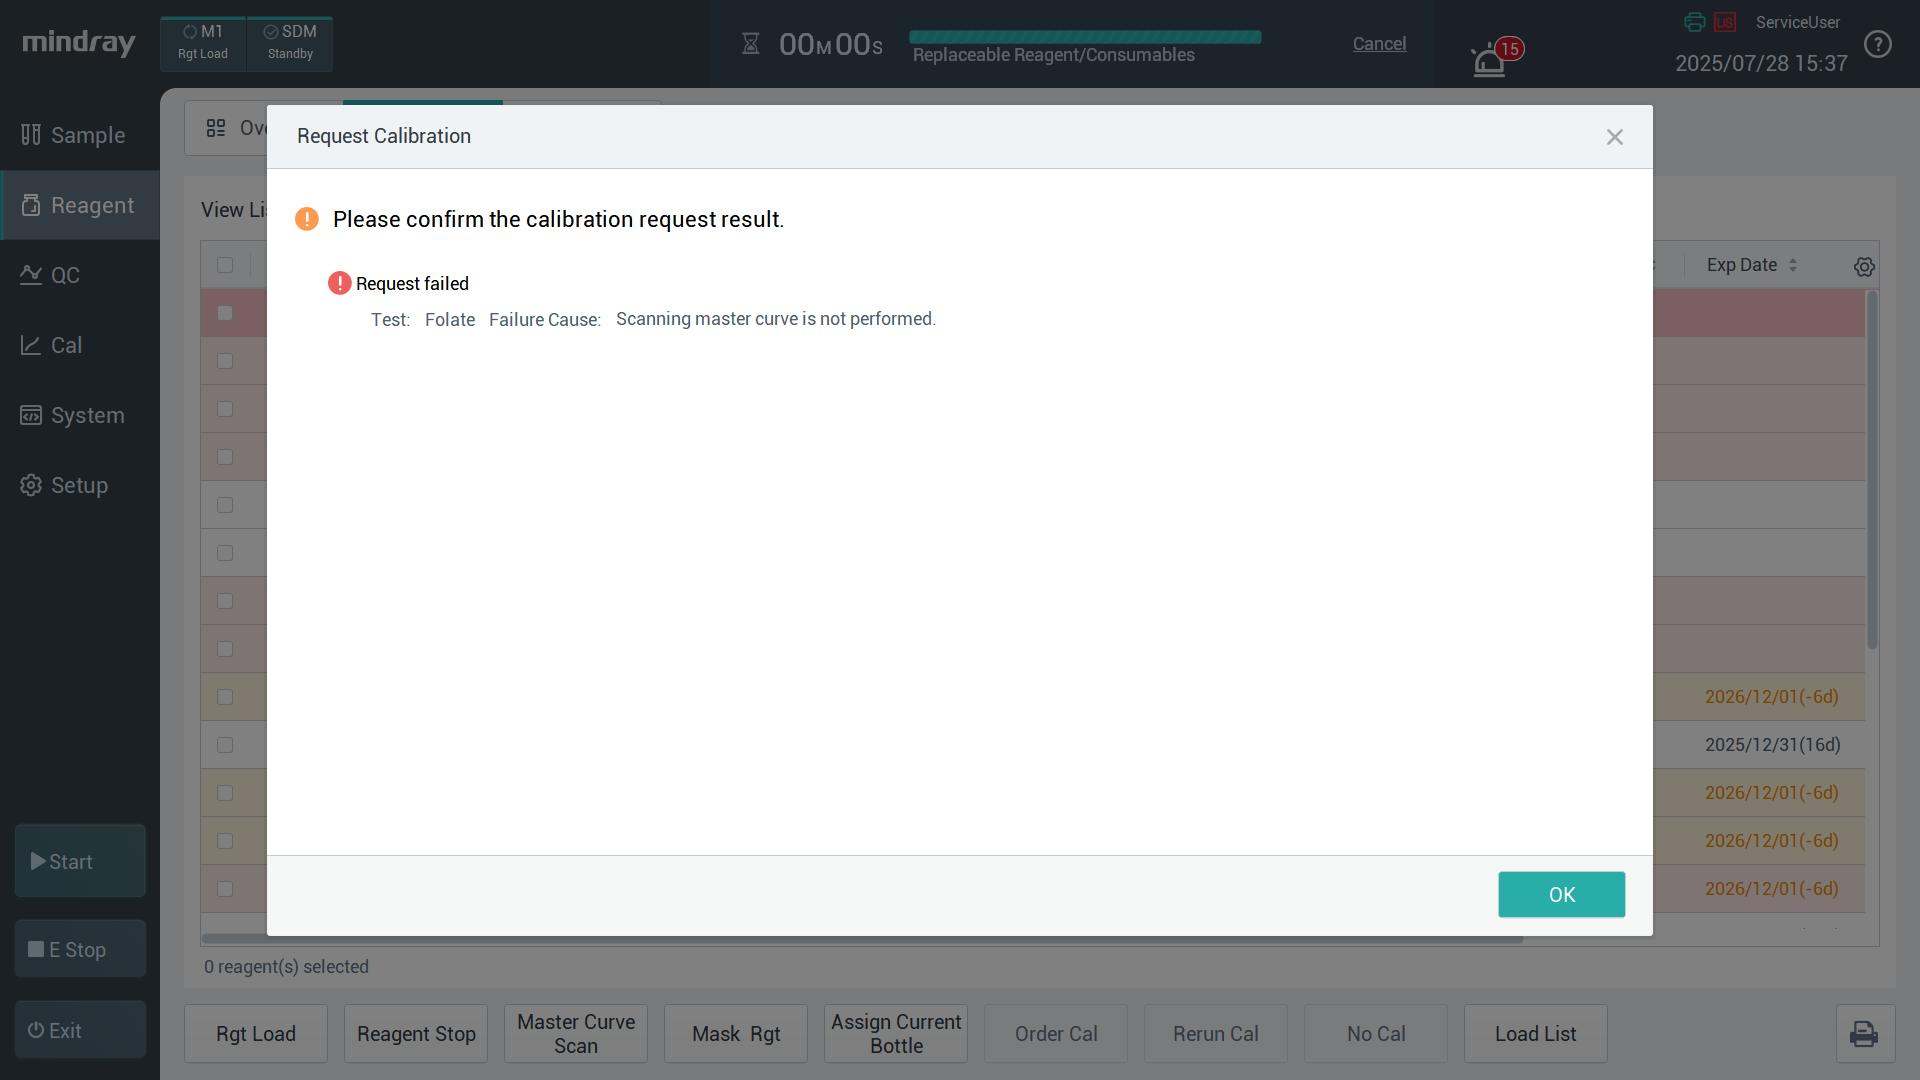 mindray
M1
Rgt Load
SDM
Standby
00M00S
Replaceable Reagent/Consumables
Cancel
15
LIS
ServiceUser
2025/07/28 15:37
?
Sample
Reagent
QC
Cal
System
Setup
Start
E Stop
Exit
Request Calibration
Please confirm the calibration request result.
Request failed
Test: Folate Failure Cause: Scanning master curve is not performed.
OK
Exp Date
2026/12/01(-6d)
2025/12/31(16d)
2026/12/01(-6d)
2026/12/01(-6d)
2026/12/01(-6d)
0 reagent(s) selected
Rgt Load
Reagent Stop
Master Curve
Scan
Mask Rgt
Assign Current
Bottle
Order Cal
Rerun Cal
No Cal
Load List